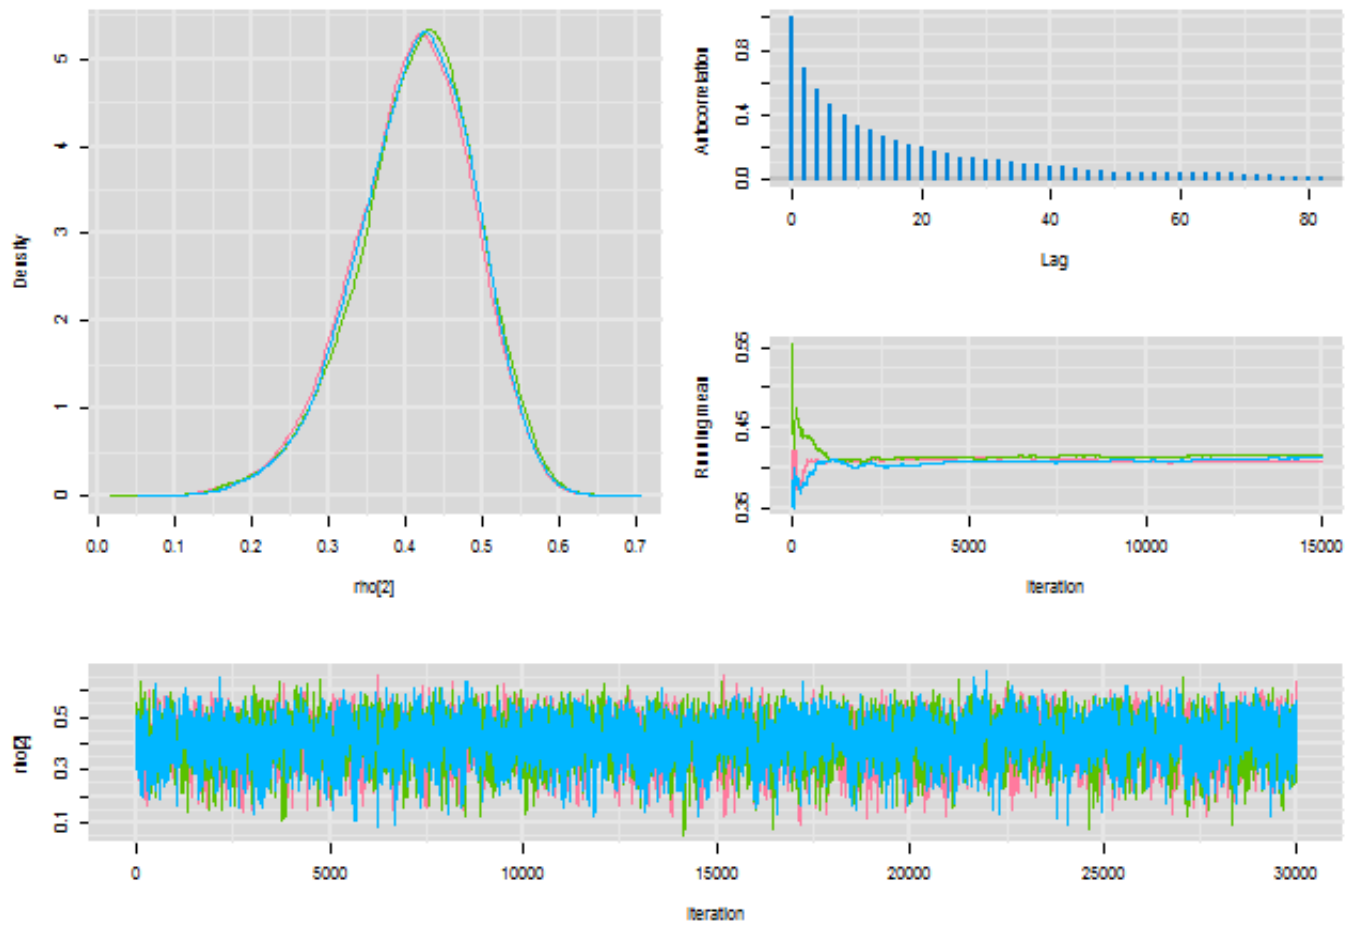 Density
5
4
3
2
1
0
0.0 0.1 0.2 0.3 0.4 0.5 0.6 0.7
rho[2]
Autocorrelation
0.8
0.4
0.0
0 20 40 60 80
Lag
Running mean
0.55
0.45
0.35
0 5000 10000 15000
Iteration
rho[2]
0.5
0.3
0.1
0 5000 10000 15000 20000 25000 30000
Iteration